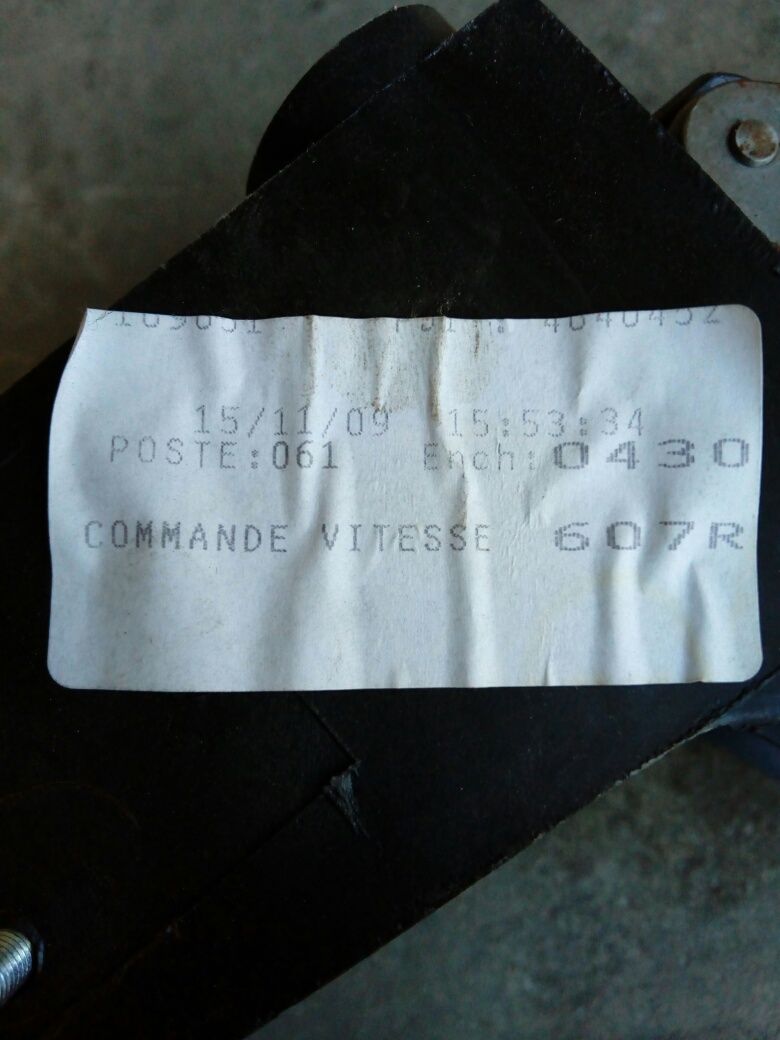 15/11/09 15:53:34
POSTE:061 Ench: 0430
COMMANDE VITESSE 607R